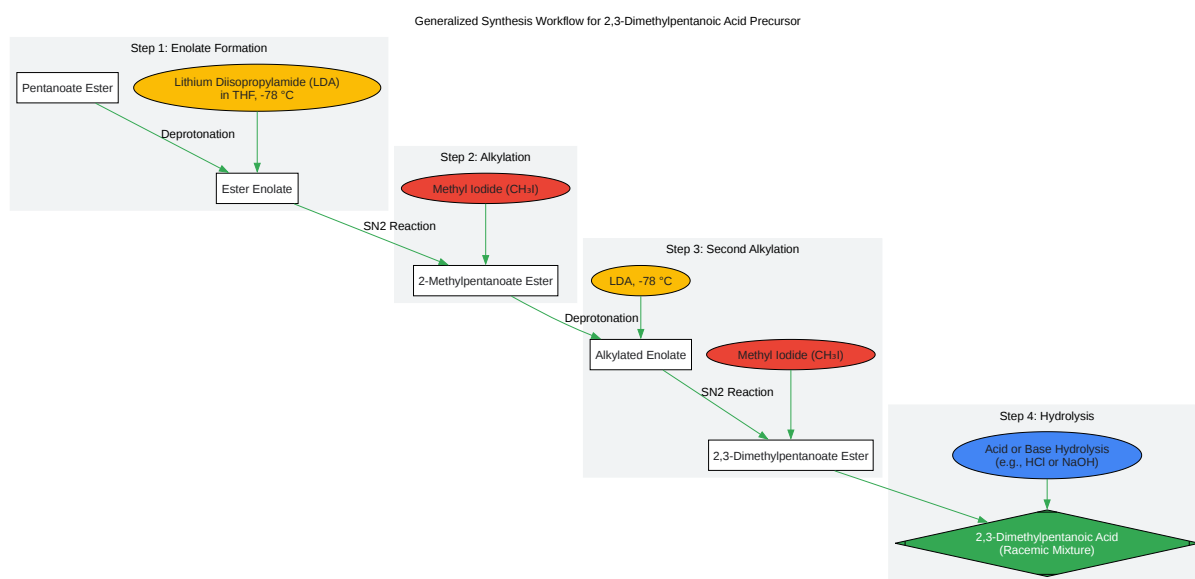 Generalized Synthesis Workflow for 2,3-Dimethylpentanoic Acid Precursor
Step 1: Enolate Formation
Pentanoate Ester
Lithium Diisopropylamide (LDA)
in THF, -78 °C
Deprotonation
Ester Enolate
Step 2: Alkylation
Methyl Iodide (CH₃I)
SN2 Reaction
2-Methylpentanoate Ester
Step 3: Second Alkylation
LDA, -78 °C
Deprotonation
Alkylated Enolate
Methyl Iodide (CH₃I)
SN2 Reaction
2,3-Dimethylpentanoate Ester
Step 4: Hydrolysis
Acid or Base Hydrolysis
(e.g., HCl or NaOH)
2,3-Dimethylpentanoic Acid
(Racemic Mixture)